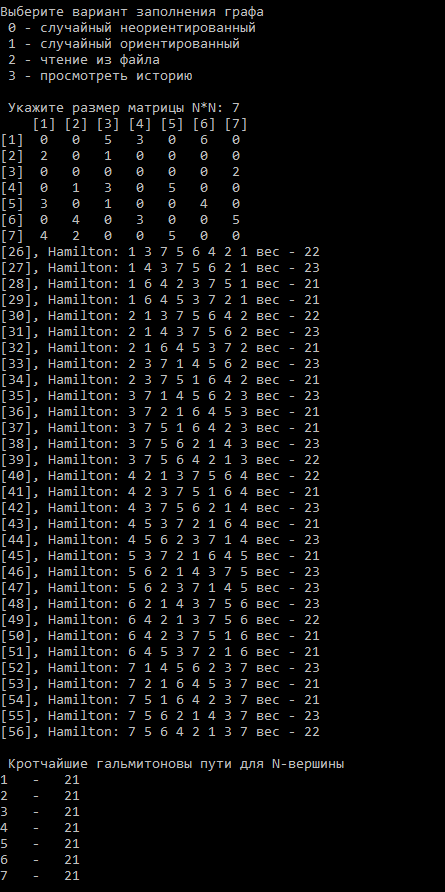 Выберите вариант заполнения графа
0 - случайный неориентированный
1 - случайный ориентированный
2 - чтение из файла
3 - просмотреть историю
Укажите размер матрицы N*N: 7
[1] [2] [3] [4] [5] [6] [7]
[1] 0 0 5 3 0 6 0
[2] 2 0 1 0 0 0 0
[3] 0 0 0 0 0 0 2
[4] 0 1 3 0 5 0 0
[5] 3 0 1 0 0 4 0
[6] 0 4 0 3 0 0 5
[7] 4 2 0 0 5 0 0
[26], Hamilton: 1 3 7 5 6 4 2 1 вес - 22
[27], Hamilton: 1 4 3 7 5 6 2 1 вес - 23
[28], Hamilton: 1 6 4 2 3 7 5 1 вес - 21
[29], Hamilton: 1 6 4 5 3 7 2 1 вес - 21
[30], Hamilton: 2 1 3 7 5 6 4 2 вес - 22
[31], Hamilton: 2 1 4 3 7 5 6 2 вес - 23
[32], Hamilton: 2 1 6 4 5 3 7 2 вес - 21
[33], Hamilton: 2 3 7 1 4 5 6 2 вес - 23
[34], Hamilton: 2 3 7 5 1 6 4 2 вес - 21
[35], Hamilton: 3 7 1 4 5 6 2 3 вес - 23
[36], Hamilton: 3 7 2 1 6 4 5 3 вес - 21
[37], Hamilton: 3 7 5 1 6 4 2 3 вес - 21
[38], Hamilton: 3 7 5 6 2 1 4 3 вес - 23
[39], Hamilton: 3 7 5 6 4 2 1 3 вес - 22
[40], Hamilton: 4 2 1 3 7 5 6 4 вес - 22
[41], Hamilton: 4 2 3 7 5 1 6 4 вес - 21
[42], Hamilton: 4 3 7 5 6 2 1 4 вес - 23
[43], Hamilton: 4 5 3 7 2 1 6 4 вес - 21
[44], Hamilton: 4 5 6 2 3 7 1 4 вес - 23
[45], Hamilton: 5 3 7 2 1 6 4 5 вес - 21
[46], Hamilton: 5 6 2 1 4 3 7 5 вес - 23
[47], Hamilton: 5 6 2 3 7 1 4 5 вес - 23
[48], Hamilton: 6 2 1 4 3 7 5 6 вес - 23
[49], Hamilton: 6 4 2 1 3 7 5 6 вес - 22
[50], Hamilton: 6 4 2 3 7 5 1 6 вес - 21
[51], Hamilton: 6 4 5 3 7 2 1 6 вес - 21
[52], Hamilton: 7 1 4 5 6 2 3 7 вес - 23
[53], Hamilton: 7 2 1 6 4 5 3 7 вес - 21
[54], Hamilton: 7 5 1 6 4 2 3 7 вес - 21
[55], Hamilton: 7 5 6 2 1 4 3 7 вес - 23
[56], Hamilton: 7 5 6 4 2 1 3 7 вес - 22
Кротчайшие гальмитоновы пути для N-вершины
1 - 21
2 - 21
3 - 21
4 - 21
5 - 21
6 - 21
7 - 21